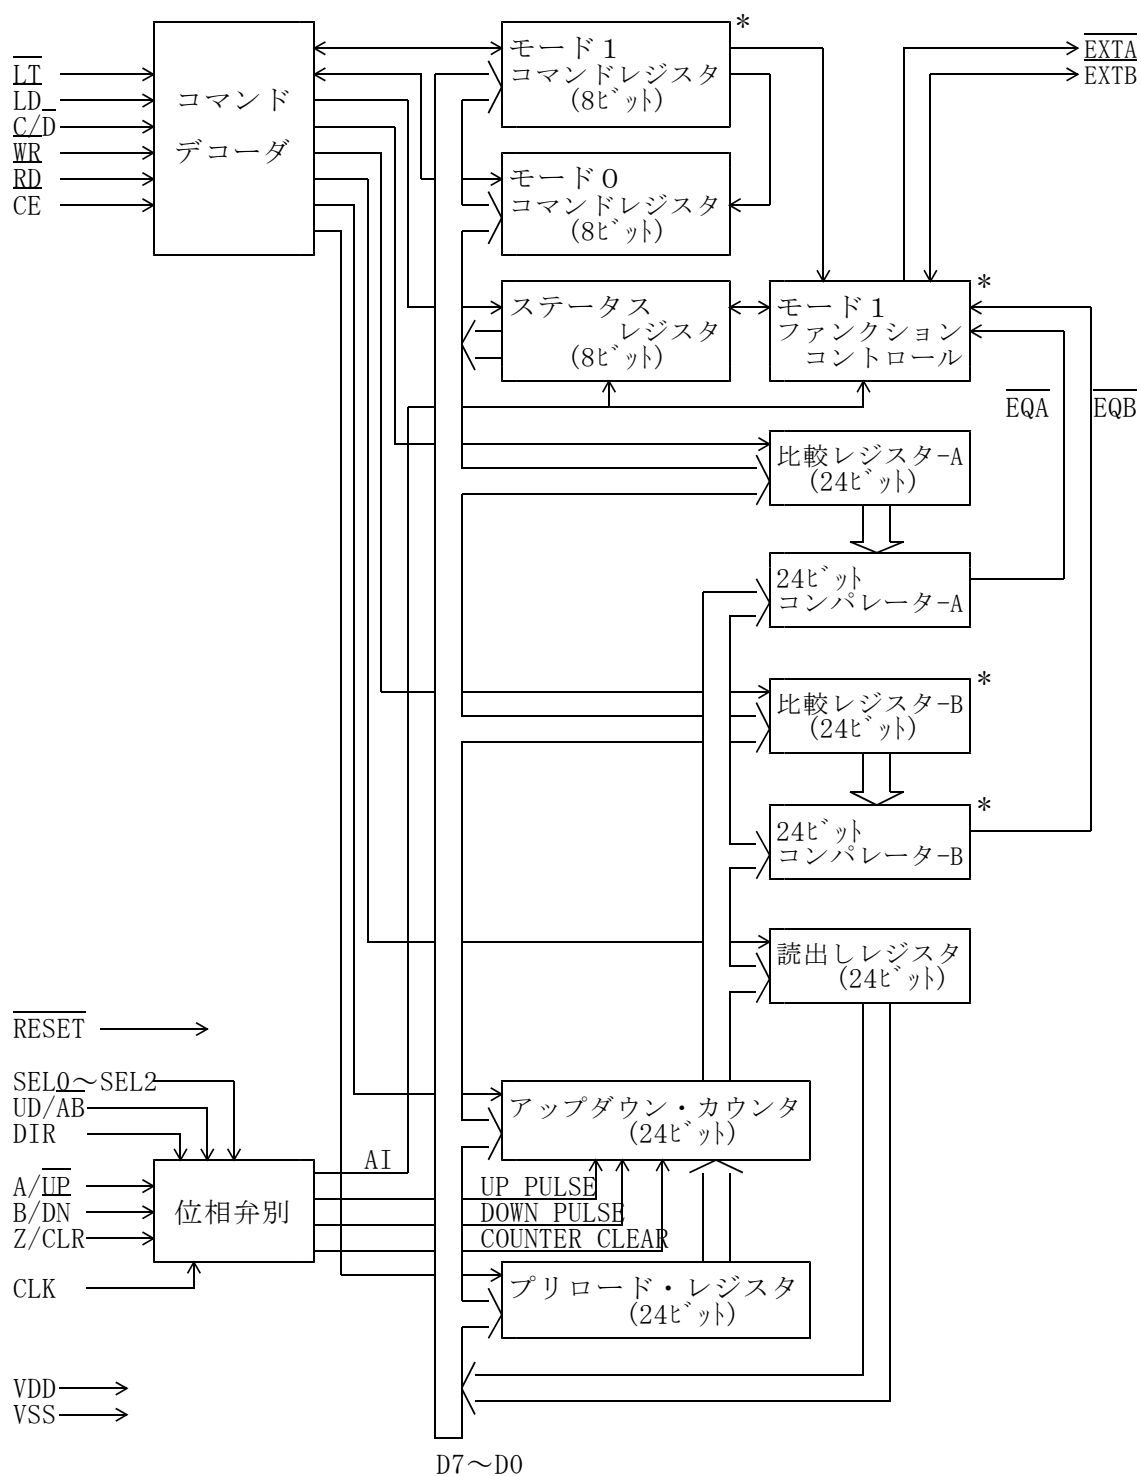 *
モード1
コマンドレジスタ
(8ビット)
EXTA
EXTB
LT
LD
C/D
WR
RD
CE
コマンド
デコーダ
モード0
コマンドレジスタ
(8ビット)
ステータス
レジスタ
(8ビット)
*
モード1
ファンクション
コントロール
EQA
EQB
比較レジスタ-A
(24ビット)
24ビット
コンパレータ-A
*
比較レジスタ-B
(24ビット)
*
24ビット
コンパレータ-B
読出しレジスタ
(24ビット)
RESET
SEL0～SEL2
UD/AB
DIR
アップダウン・カウンタ
(24ビット)
AI
A/UP
B/DN
Z/CLR
位相弁別
UP PULSE
DOWN PULSE
COUNTER CLEAR
CLK
プリロード・レジスタ
(24ビット)
VDD
VSS
D7～D0